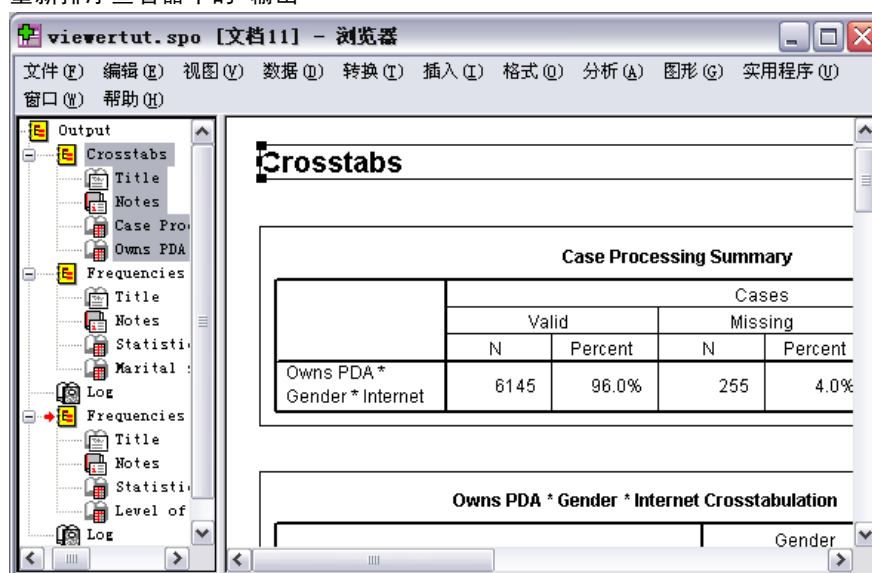 viewertut.spo [文档11] - 浏览器
文件(F) 编辑(E) 视图(V) 数据(D) 转换(T) 插入(I) 格式(O) 分析(A) 图形(G) 实用程序(U)
窗口(W) 帮助(H)
Output
Crosstabs
Title
Notes
Case Pro
Owns PDA
Frequencies
Title
Notes
Statisti
Marital
Log
Frequencies
Title
Notes
Statisti
Level of
Log
Crosstabs
Case Processing Summary
Cases
Valid Missing
N Percent N Percent
Owns PDA *
Gender * Internet 6145 96.0% 255 4.0%
Owns PDA * Gender * Internet Crosstabulation
Gender